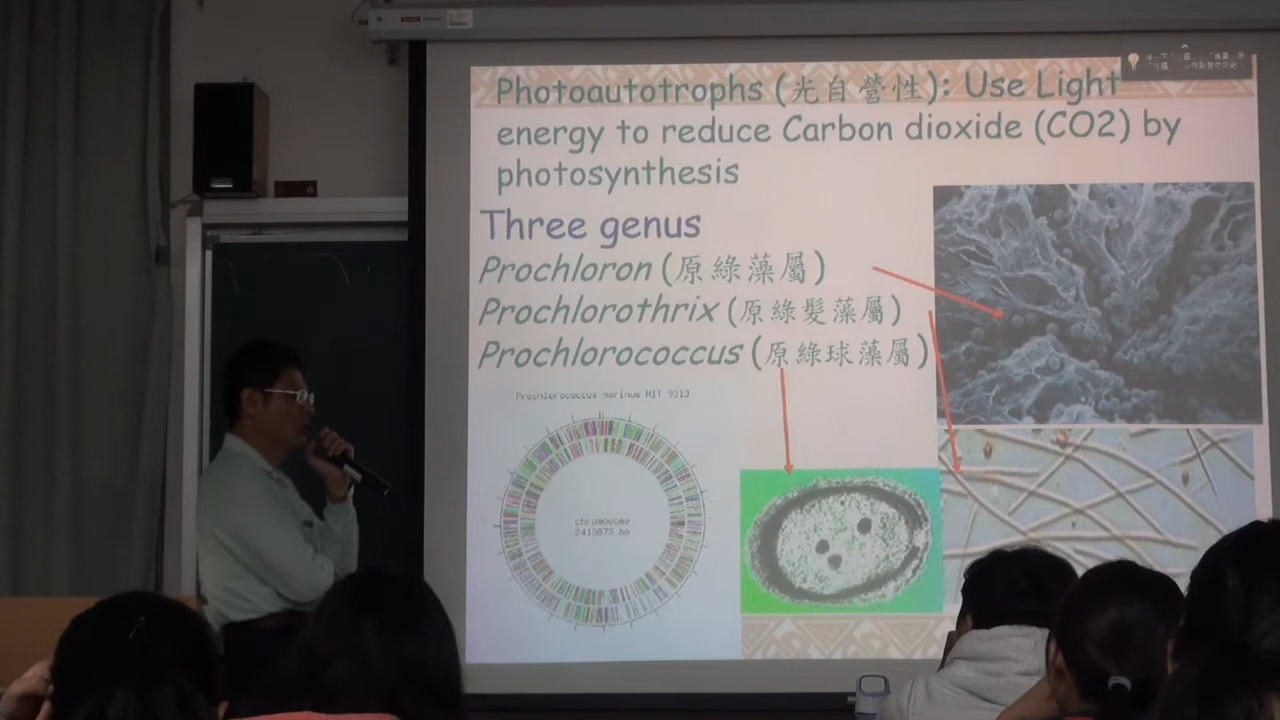 Photoautotrophs (光自營性): Use Light
energy to reduce Carbon dioxide (CO2) by
photosynthesis
Three genus
Prochloron (原綠藻屬)
Prochlorothrix (原綠髮藻屬)
Prochlorococcus (原綠球藻屬)
Prochlorococcus marinus MIT 9313
chromosome
2410873 bp